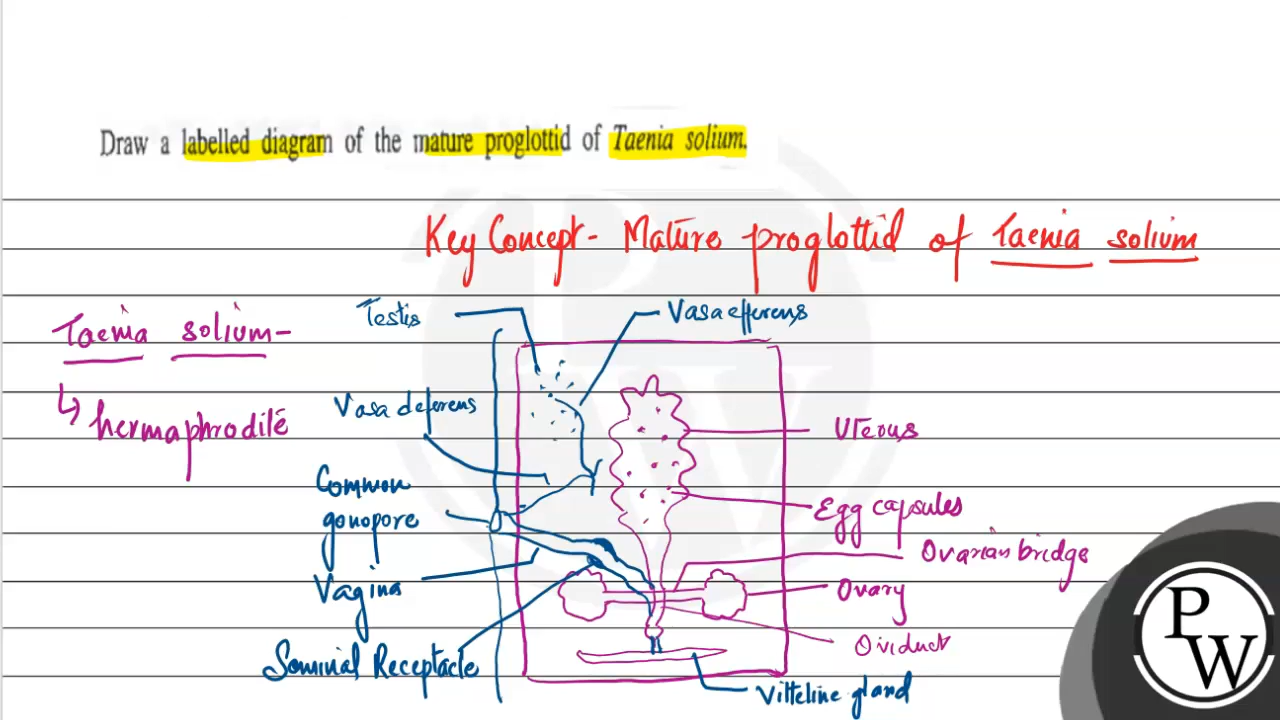 Draw a labelled diagram of the mature proglottid of Taenia solium.
Key Concept- Mature proglottid of Taenia solium
Taenia solium-
↳ hermaphrodite
Testis
Vasa efferens
Vasa deferens
Common
gonopore
Vagina
Seminial Receptacle
Uterus
Egg capsules
Ovarian bridge
Ovary
Oviduct
Vitteline gland
P
W